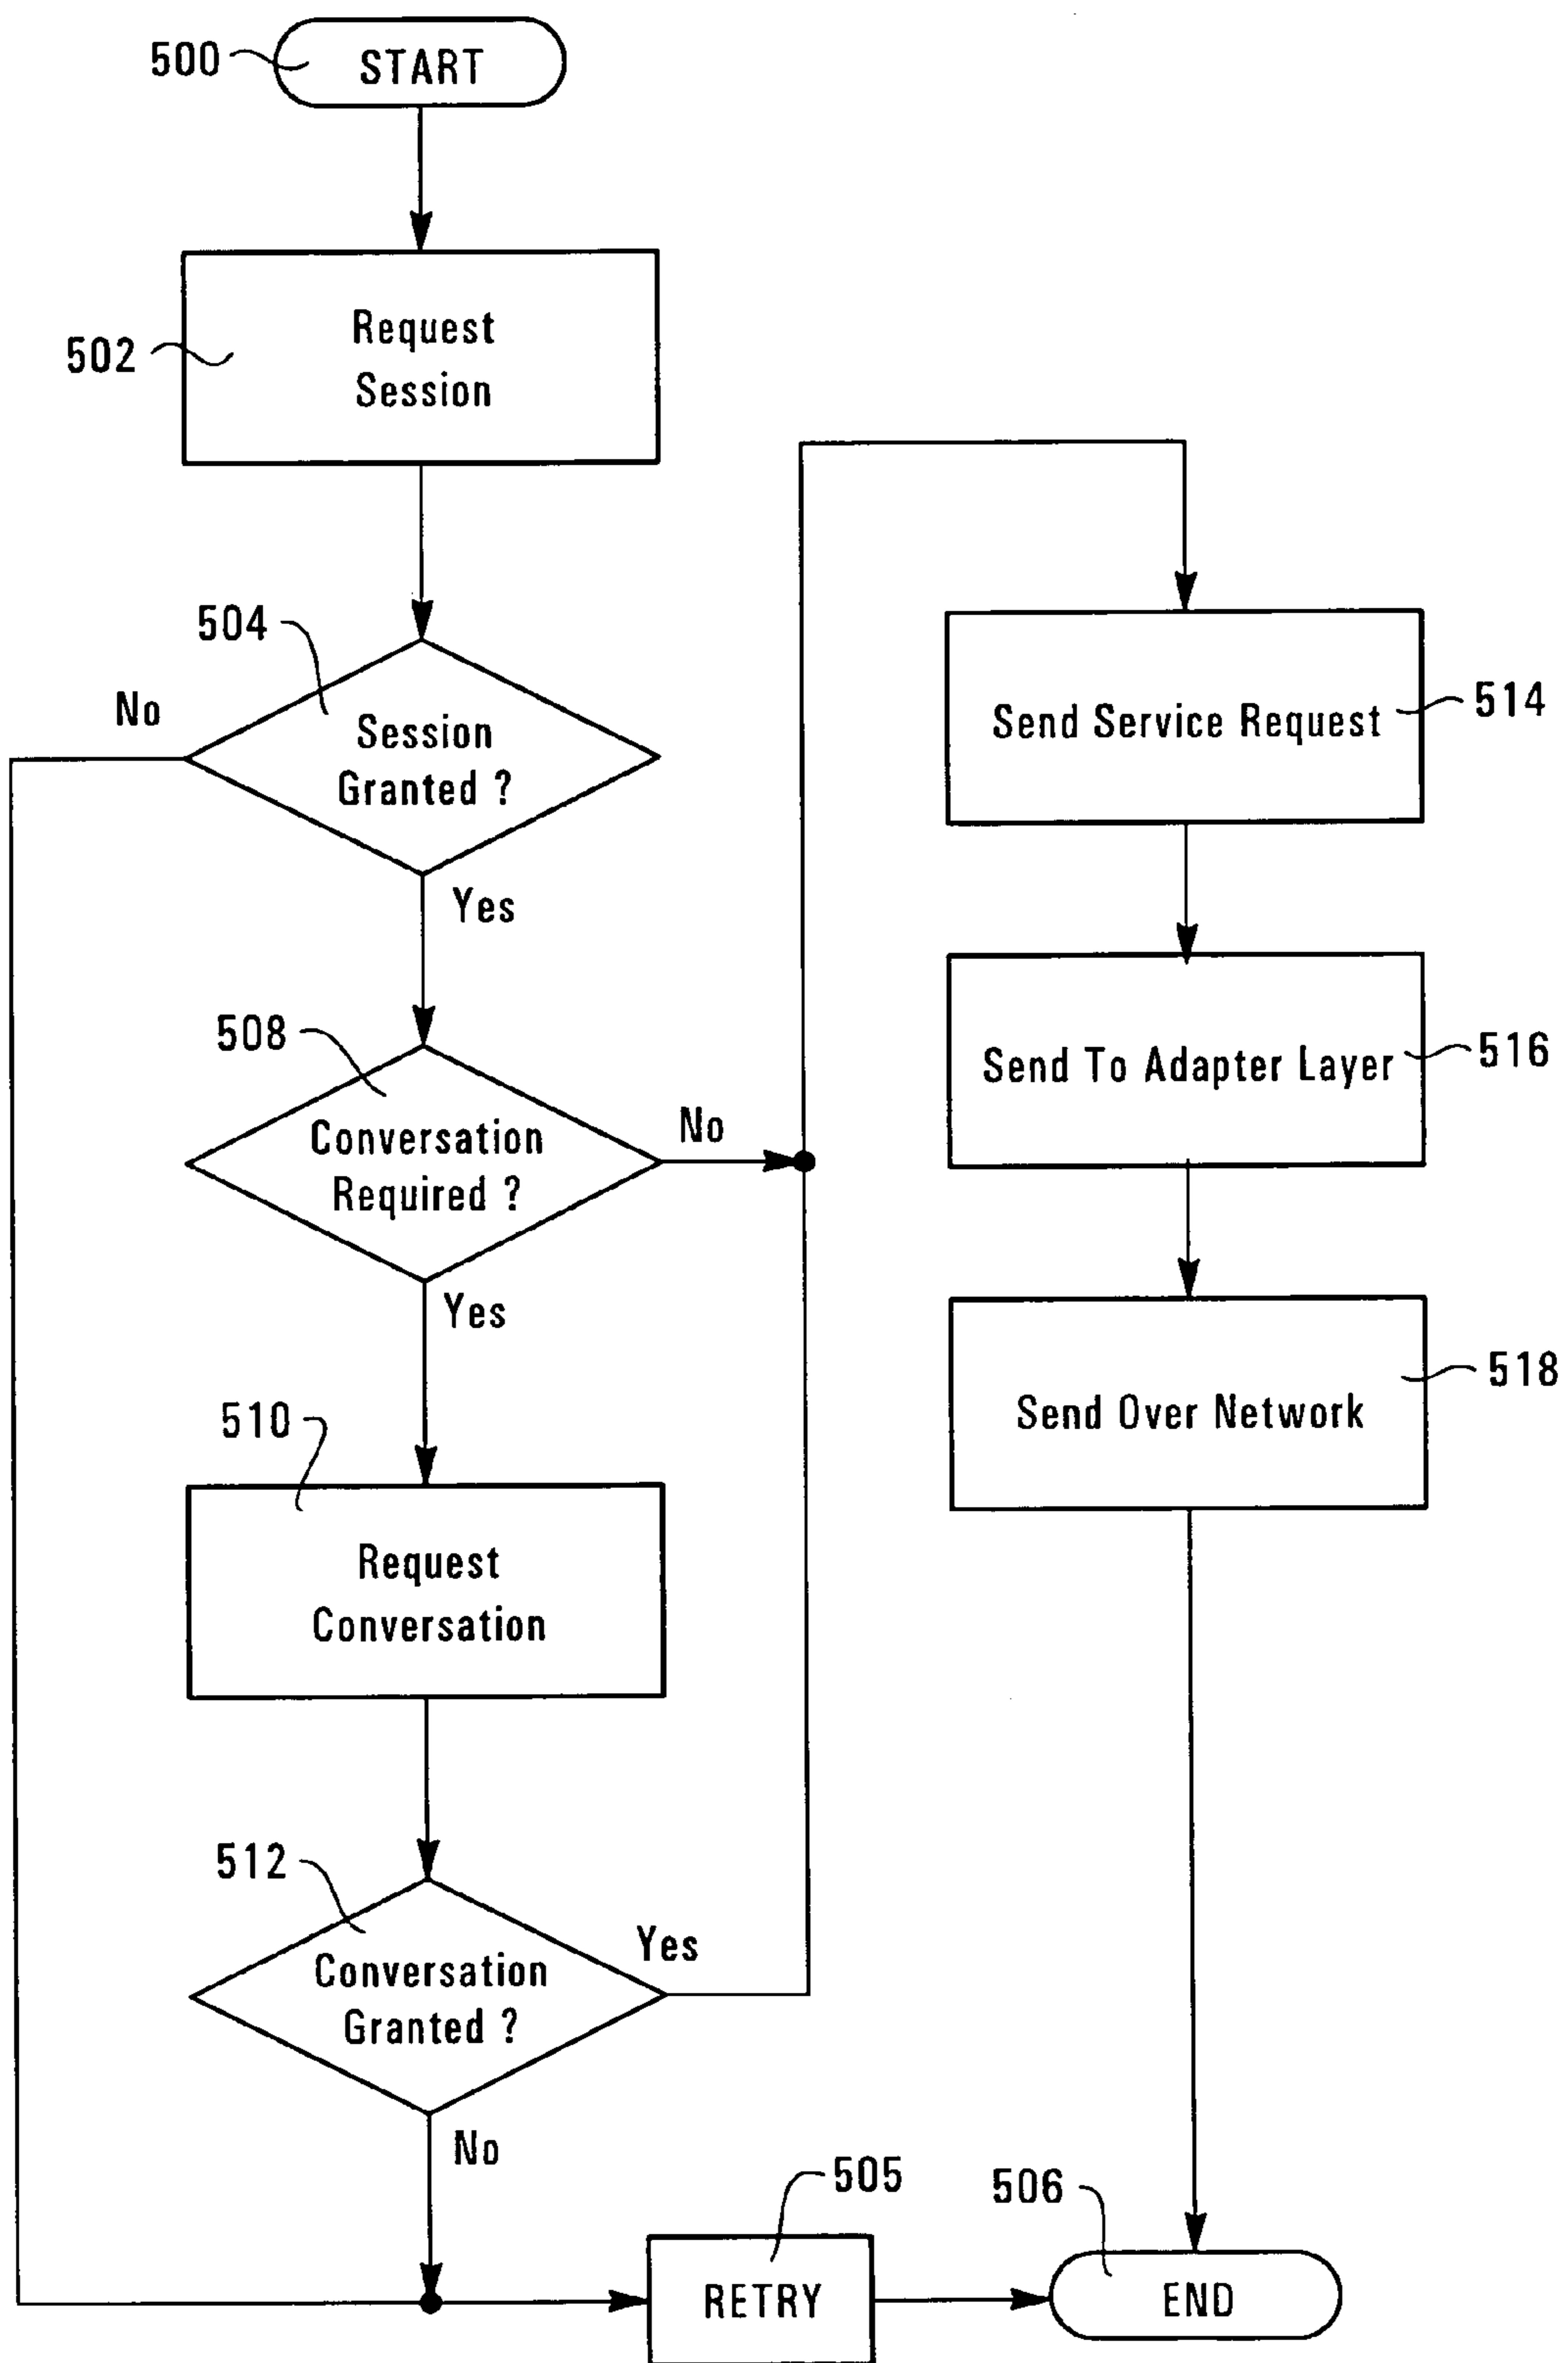 500
START
502
Request
Session
504
No
Session
Granted ?
Yes
508
Conversation
Required ?
No
Yes
510
Request
Conversation
512
Conversation
Granted ?
Yes
No
514
Send Service Request
516
Send To Adapter Layer
518
Send Over Network
505
RETRY
506
END